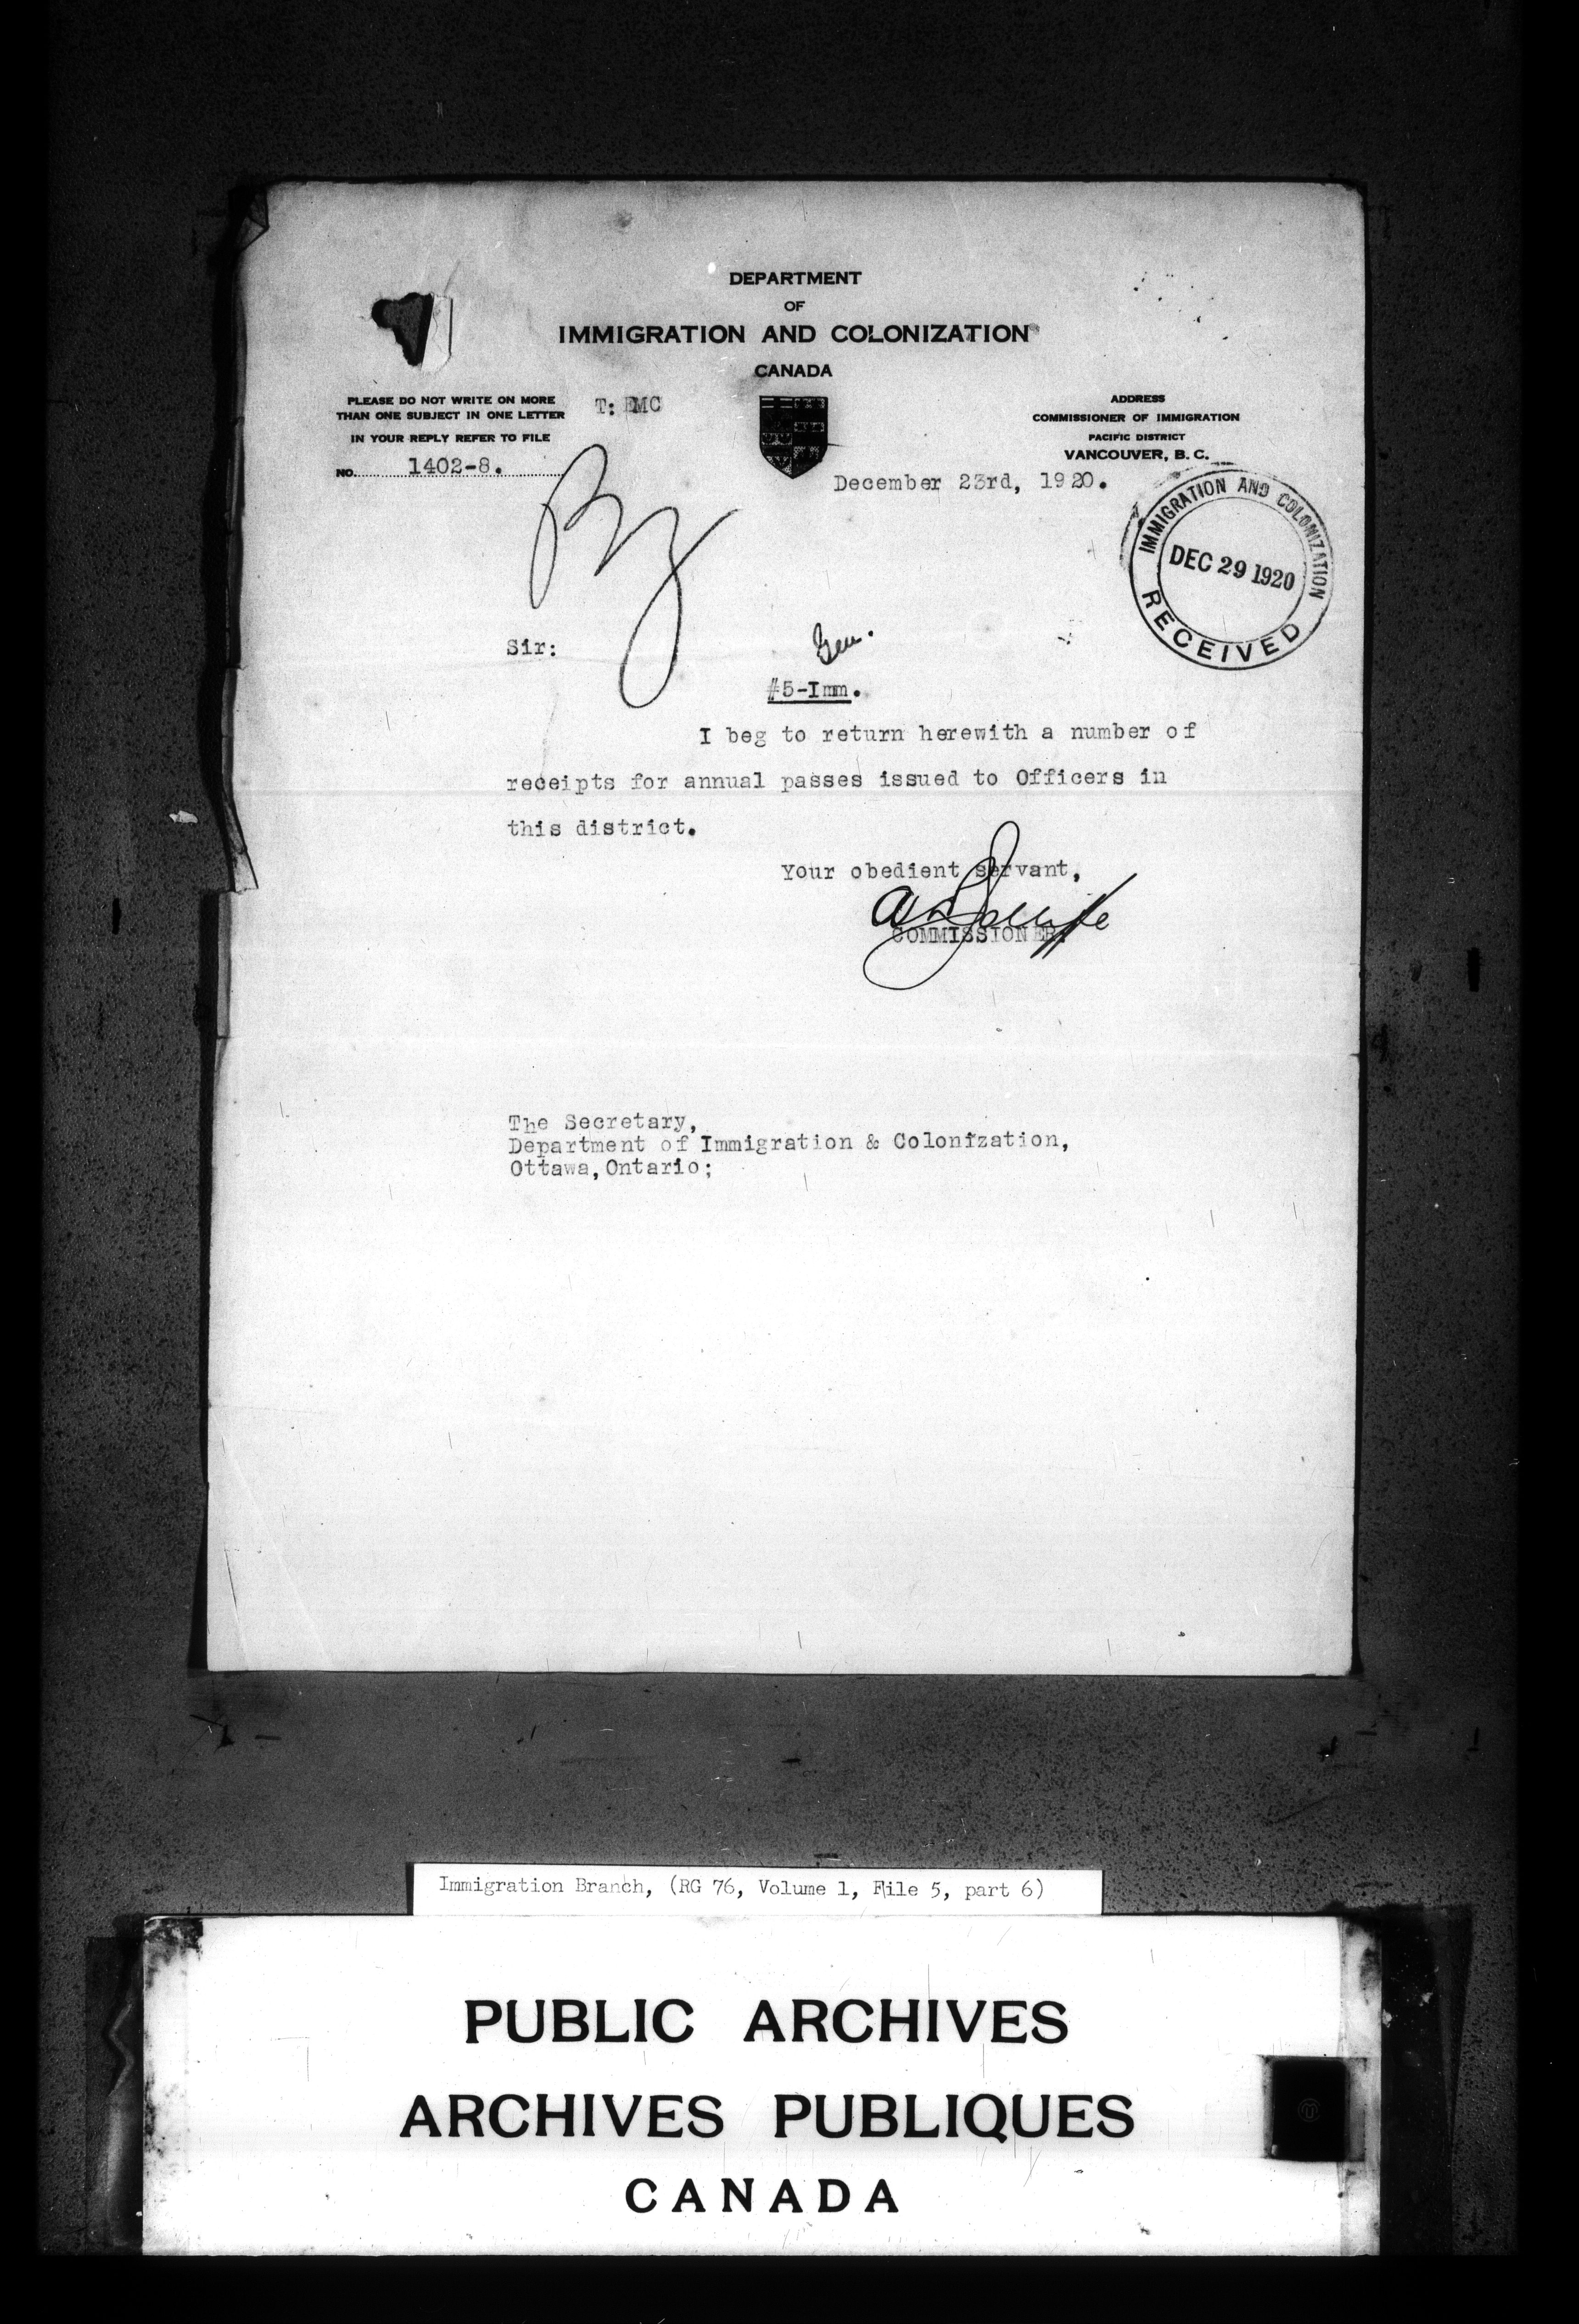 DEPARTMENT
OF
IMMIGRATION AND COLONIZATION
CANADA
PLEASE DO NOT WRITE ON MORE
THAN ONE SUBJECT IN ONE LETTER
IN YOUR REPLY REFER TO FILE
NO. 1402-8.
T: EMC
ADDRESS
COMMISSIONER OF IMMIGRATION
PACIFIC DISTRICT
VANCOUVER, B. C.
December 23rd, 1920.
IMMIGRATION AND COLONIZATION
DEC 29 1920
RECEIVED
Sir:
Gen.
#5-Imm.
I beg to return herewith a number of
receipts for annual passes issued to Officers in
this district.
Your obedient servant,
COMMISSIONER.
The Secretary,
Department of Immigration & Colonization,
Ottawa, Ontario;
Immigration Branch, (RG 76, Volume 1, File 5, part 6)
PUBLIC ARCHIVES
ARCHIVES PUBLIQUES
CANADA